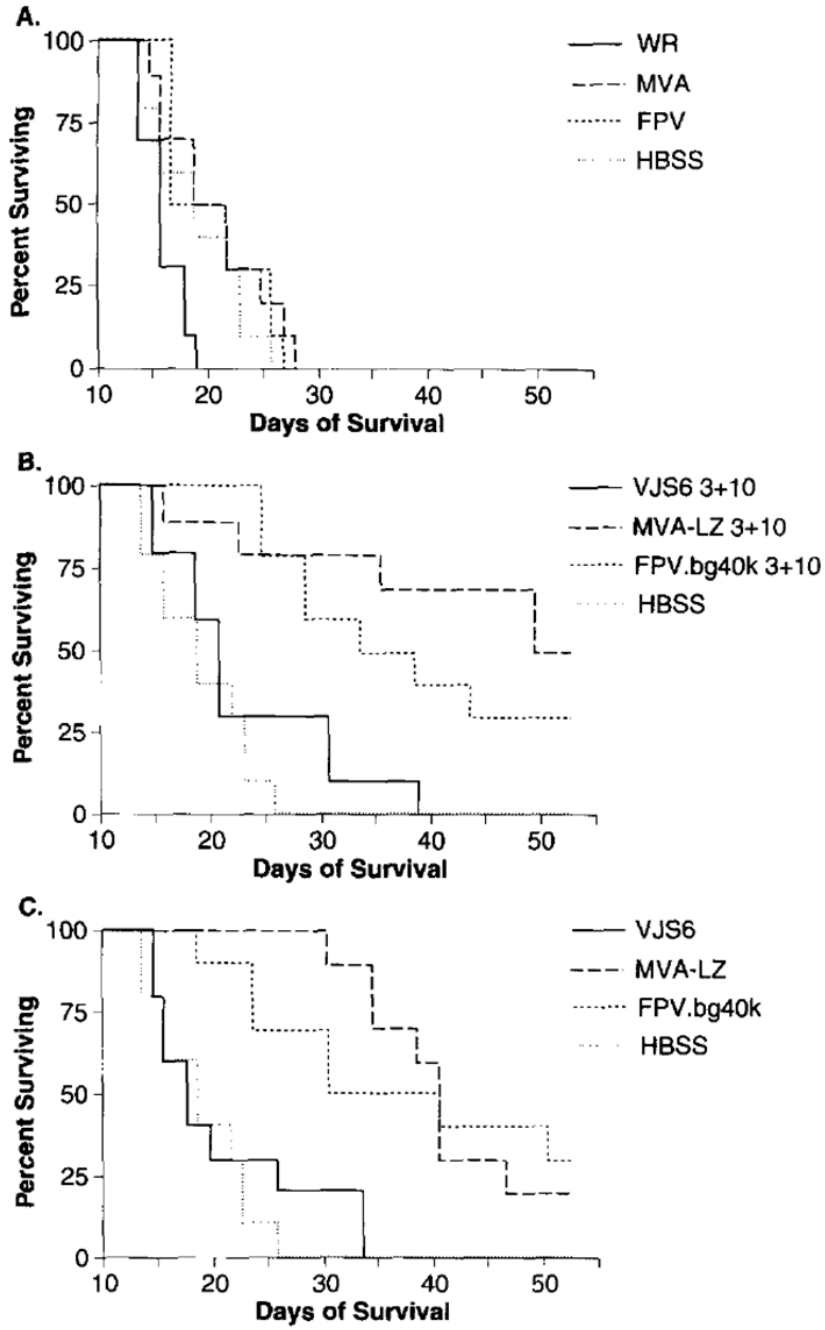 A.
100
75
50
25
0
Percent Surviving
10 20 30 40 50
Days of Survival
WR
MVA
FPV
HBSS
B.
100
75
50
25
0
Percent Surviving
10 20 30 40 50
Days of Survival
VJS6 3+10
MVA-LZ 3+10
FPV.bg40k 3+10
HBSS
C.
100
75
50
25
0
Percent Surviving
10 20 30 40 50
Days of Survival
VJS6
MVA-LZ
FPV.bg40k
HBSS